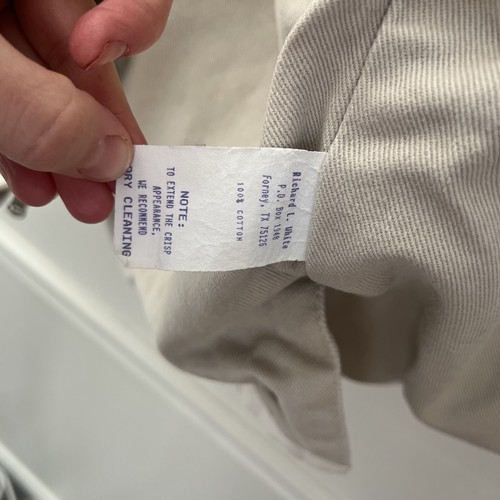 Richard L. White
P.O. Box 1348
Forney, TX 75126
100% COTTON
NOTE:
TO EXTEND THE CRISP
APPEARANCE,
WE RECOMMEND
DRY CLEANING